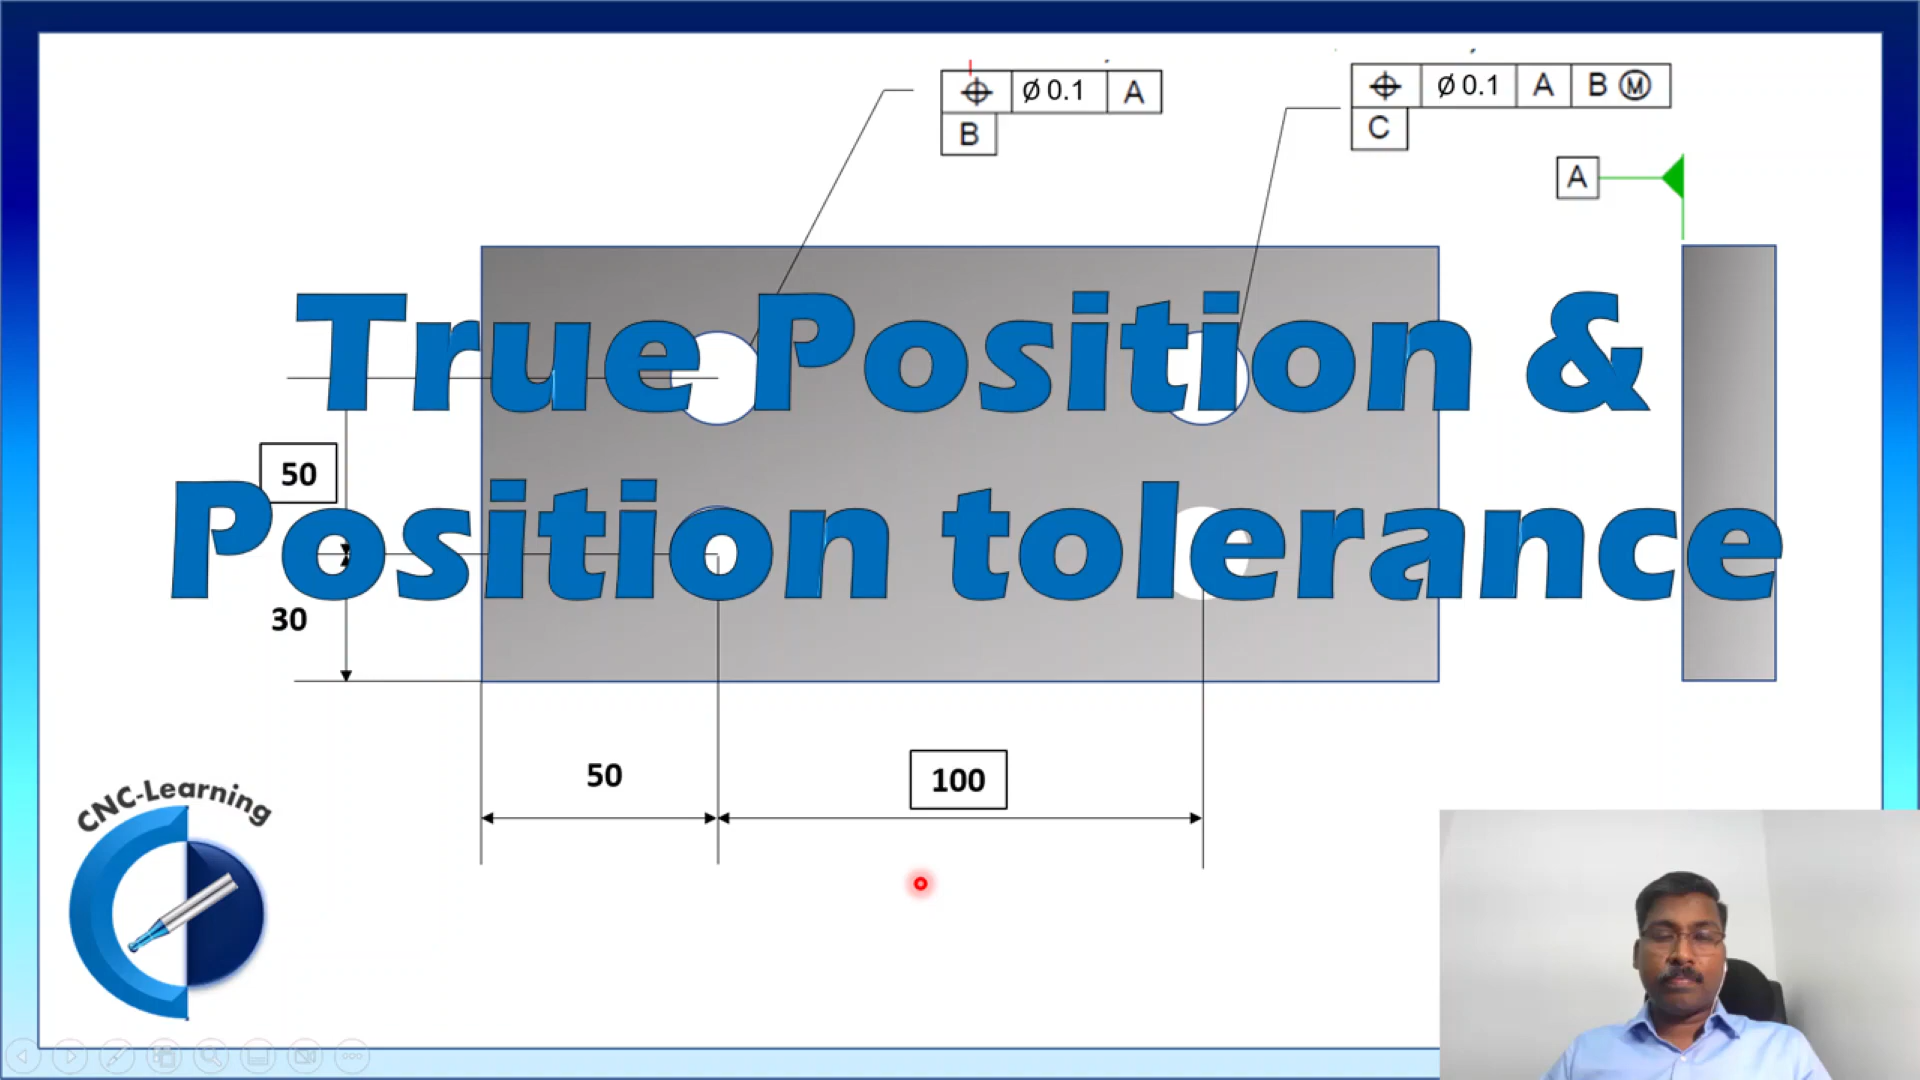 ⌖ Ø 0.1 A
B
⌖ Ø 0.1 A B Ⓜ
C
A
True Position &
Position tolerance
50
30
50
100
CNC-Learning